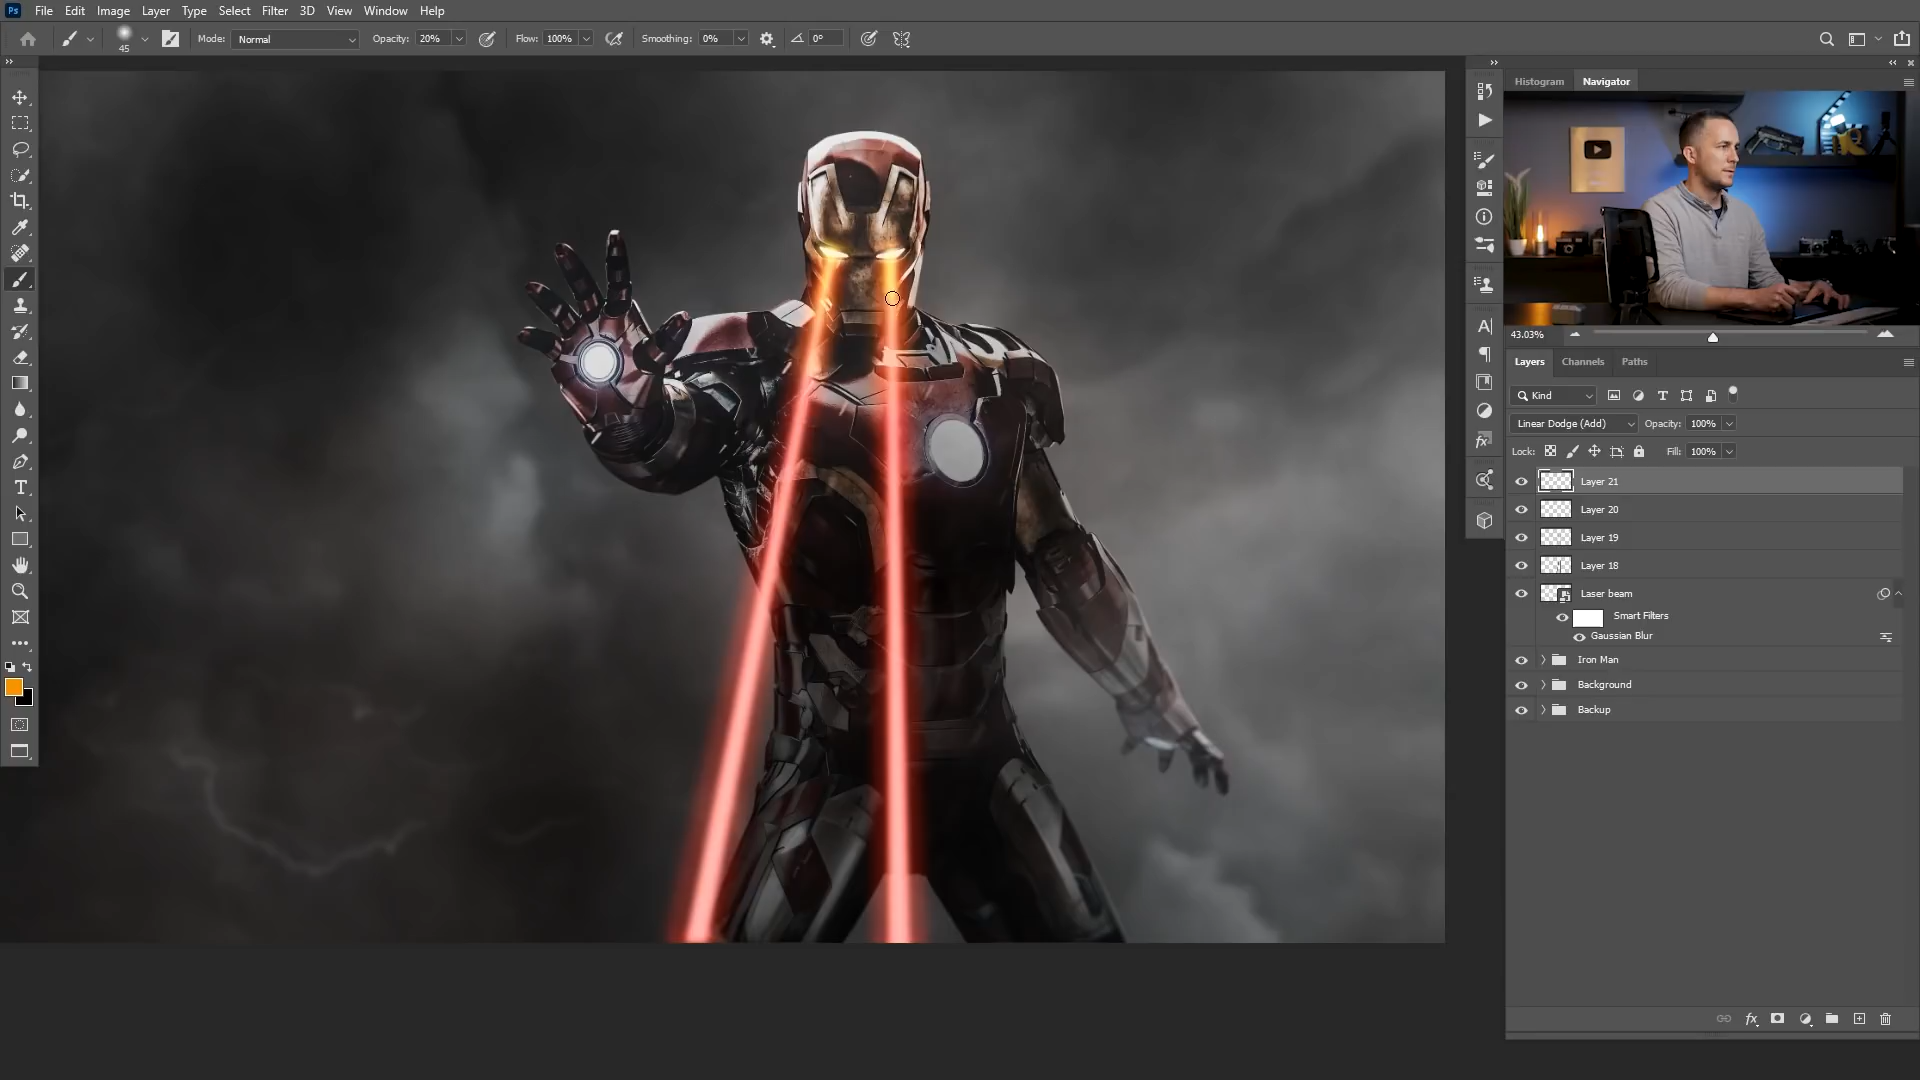 Ps File Edit Image Layer Type Select Filter 3D View Window Help
45 Mode: Normal Opacity: 20% Flow: 100% Smoothing: 0% 0°
Histogram Navigator
43.03%
Layers Channels Paths
Kind
Linear Dodge (Add) Opacity: 100%
Lock: Fill: 100%
Layer 21
Layer 20
Layer 19
Layer 18
Laser beam
Smart Filters
Gaussian Blur
Iron Man
Background
Backup